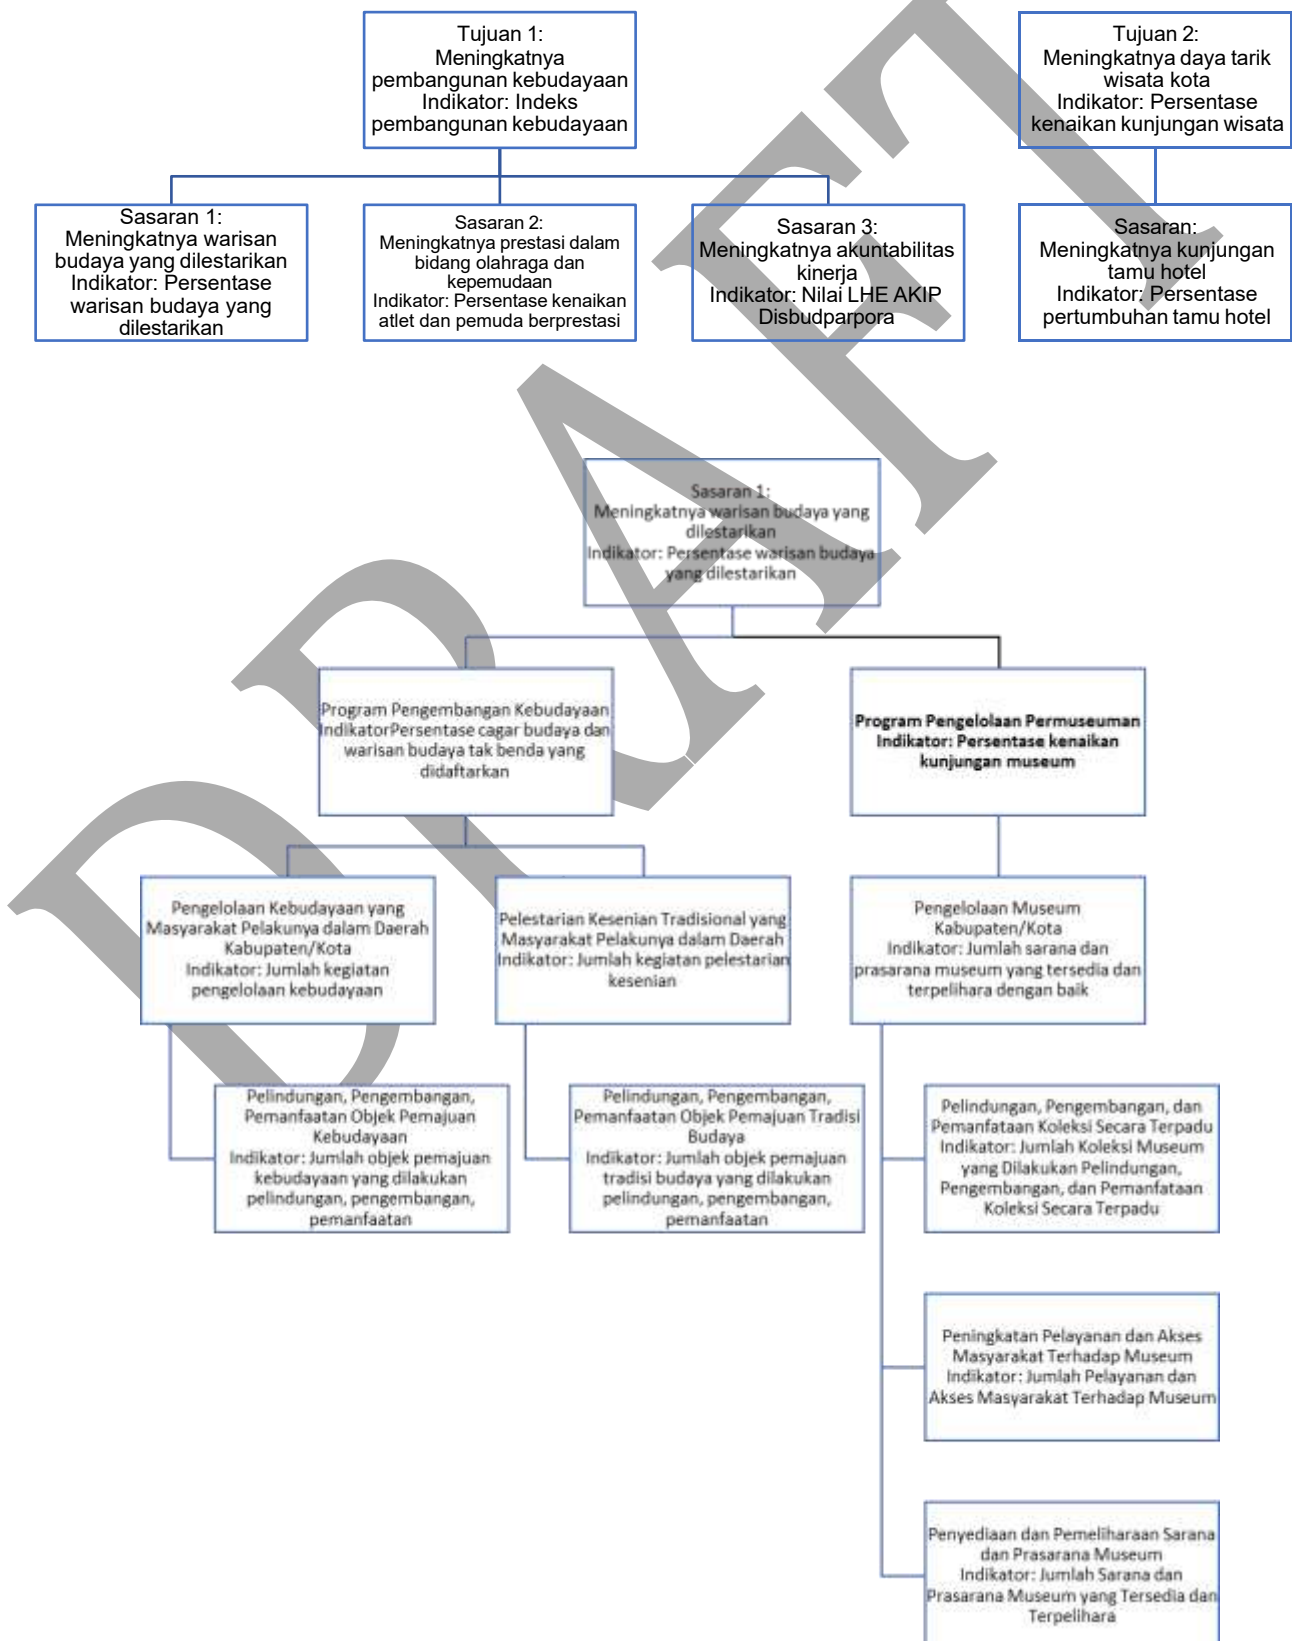 Tujuan 1:
Meningkatnya
pembangunan kebudayaan
Indikator: Indeks
pembangunan kebudayaan
Tujuan 2:
Meningkatnya daya tarik
wisata kota
Indikator: Persentase
kenaikan kunjungan wisata
Sasaran 1:
Meningkatnya warisan
budaya yang dilestarikan
Indikator: Persentase
warisan budaya yang
dilestarikan
Sasaran 2:
Meningkatnya prestasi dalam
bidang olahraga dan
kepemudaan
Indikator: Persentase kenaikan
atlet dan pemuda berprestasi
Sasaran 3:
Meningkatnya akuntabilitas
kinerja
Indikator: Nilai LHE AKIP
Disbudparpora
Sasaran:
Meningkatnya kunjungan
tamu hotel
Indikator: Persentase
pertumbuhan tamu hotel
DRAFT
Sasaran 1:
Meningkatnya warisan budaya yang
dilestarikan
Indikator: Persentase warisan budaya
yang dilestarikan
Program Pengembangan Kebudayaan
IndikatorPersentase cagar budaya dan
warisan budaya tak benda yang
didaftarkan
Program Pengelolaan Permuseuman
Indikator: Persentase kenaikan
kunjungan museum
Pengelolaan Kebudayaan yang
Masyarakat Pelakunya dalam Daerah
Kabupaten/Kota
Indikator: Jumlah kegiatan
pengelolaan kebudayaan
Pelestarian Kesenian Tradisional yang
Masyarakat Pelakunya dalam Daerah
Indikator: Jumlah kegiatan pelestarian
kesenian
Pengelolaan Museum
Kabupaten/Kota
Indikator: Jumlah sarana dan
prasarana museum yang tersedia dan
terpelihara dengan baik
Pelindungan, Pengembangan,
Pemanfaatan Objek Pemajuan
Kebudayaan
Indikator: Jumlah objek pemajuan
kebudayaan yang dilakukan
pelindungan, pengembangan,
pemanfaatan
Pelindungan, Pengembangan,
Pemanfaatan Objek Pemajuan Tradisi
Budaya
Indikator: Jumlah objek pemajuan
tradisi budaya yang dilakukan
pelindungan, pengembangan,
pemanfaatan
Pelindungan, Pengembangan, dan
Pemanfataan Koleksi Secara Terpadu
Indikator: Jumlah Koleksi Museum
yang Dilakukan Pelindungan,
Pengembangan, dan Pemanfataan
Koleksi Secara Terpadu
Peningkatan Pelayanan dan Akses
Masyarakat Terhadap Museum
Indikator: Jumlah Pelayanan dan
Akses Masyarakat Terhadap Museum
Penyediaan dan Pemeliharaan Sarana
dan Prasarana Museum
Indikator: Jumlah Sarana dan
Prasarana Museum yang Tersedia dan
Terpelihara